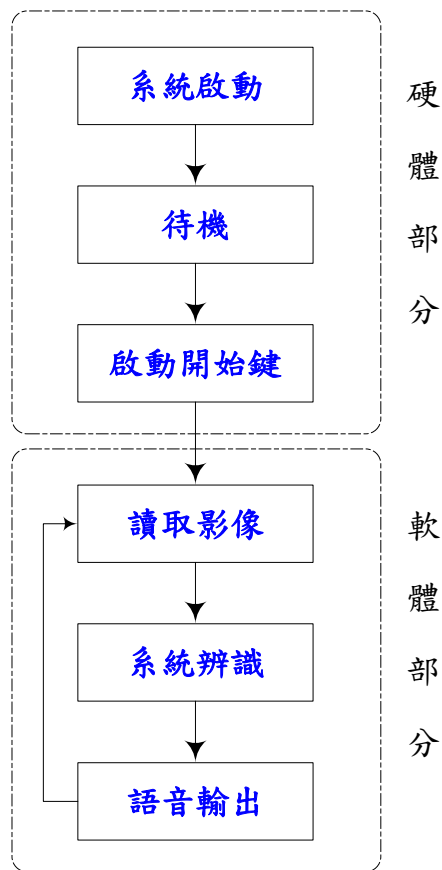 系統啟動
待機
啟動開始鍵
硬體部分
讀取影像
系統辨識
語音輸出
軟體部分